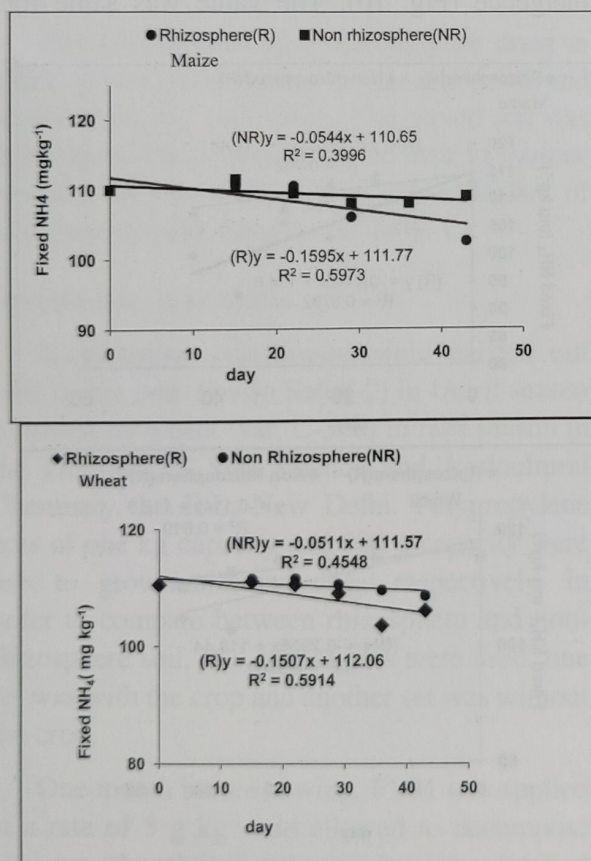 Rhizosphere(R) Non rhizosphere(NR)
Maize
(NR)y = -0.0544x + 110.65
R² = 0.3996
(R)y = -0.1595x + 111.77
R² = 0.5973
Fixed NH4 (mgkg⁻¹)
120
110
100
90
0 10 20 30 40 50
day
Rhizosphere(R) Non Rhizosphere(NR)
Wheat
(NR)y = -0.0511x + 111.57
R² = 0.4548
(R)y = -0.1507x + 112.06
R² = 0.5914
Fixed NH₄( mg kg⁻¹)
120
100
80
0 10 20 30 40 50
day